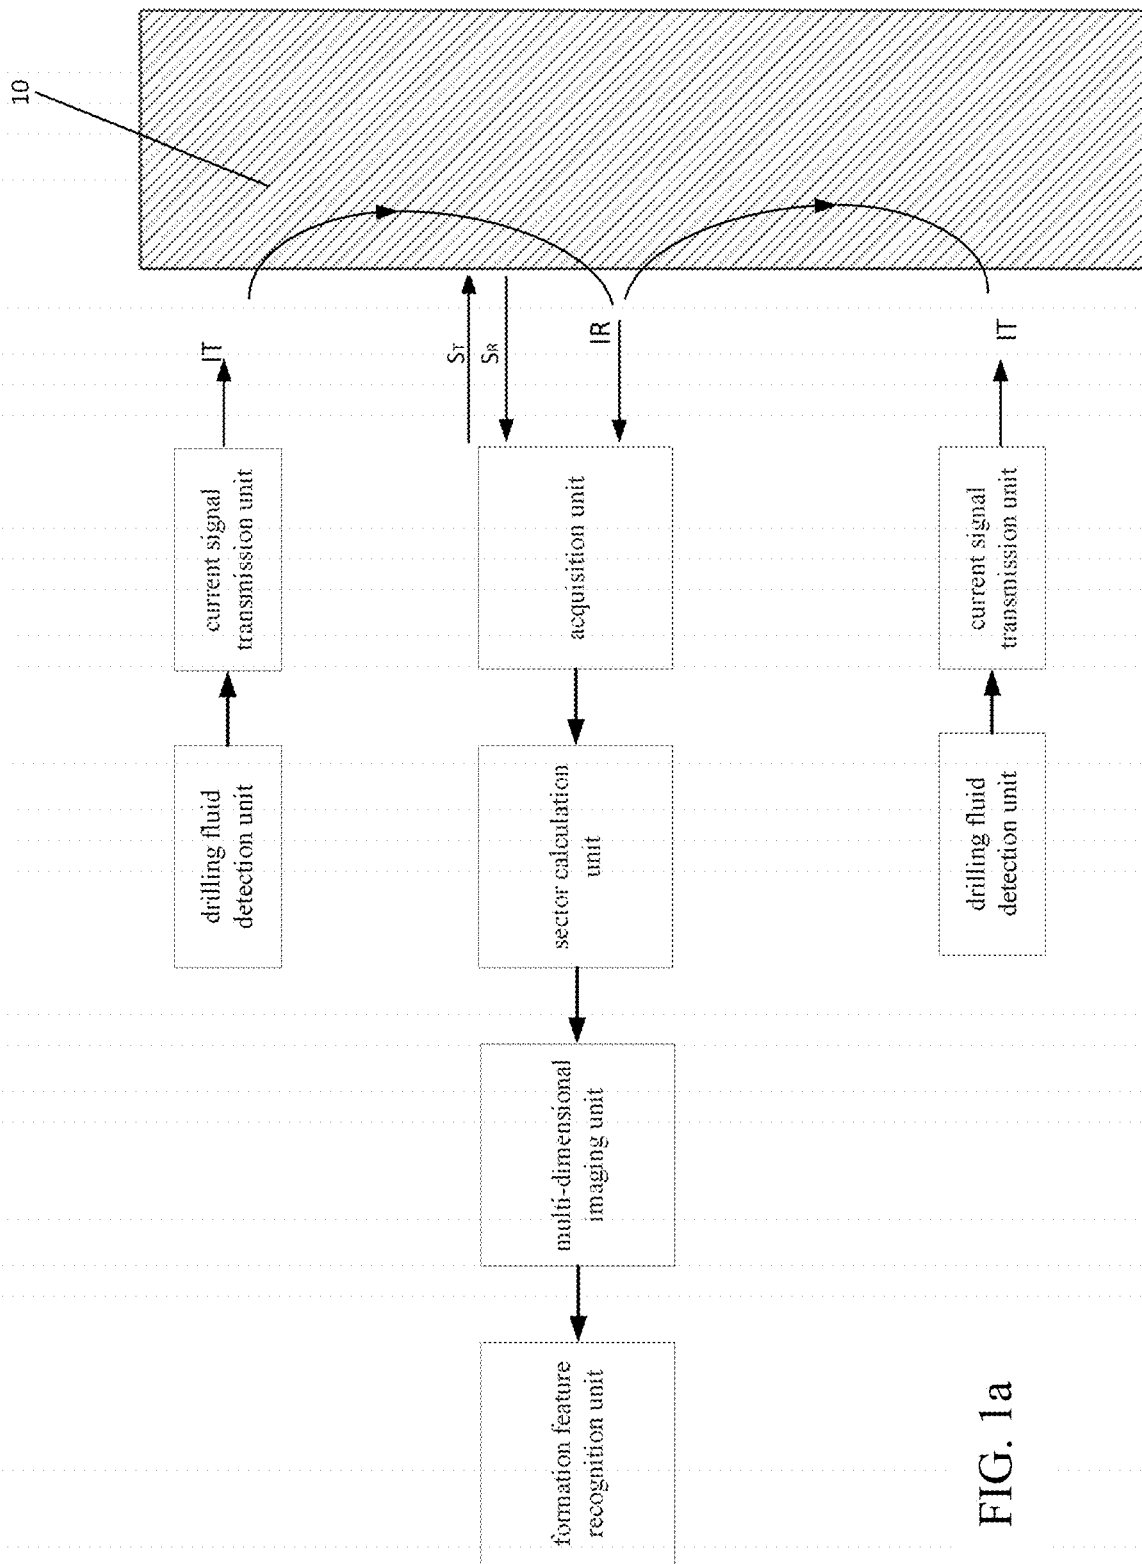 10
IT
current signal
transmission unit
drilling fluid
detection unit
ST
SR
IR
acquisition unit
sector calculation
unit
multi-dimensional
imaging unit
formation feature
recognition unit
IT
current signal
transmission unit
drilling fluid
detection unit
FIG. 1a